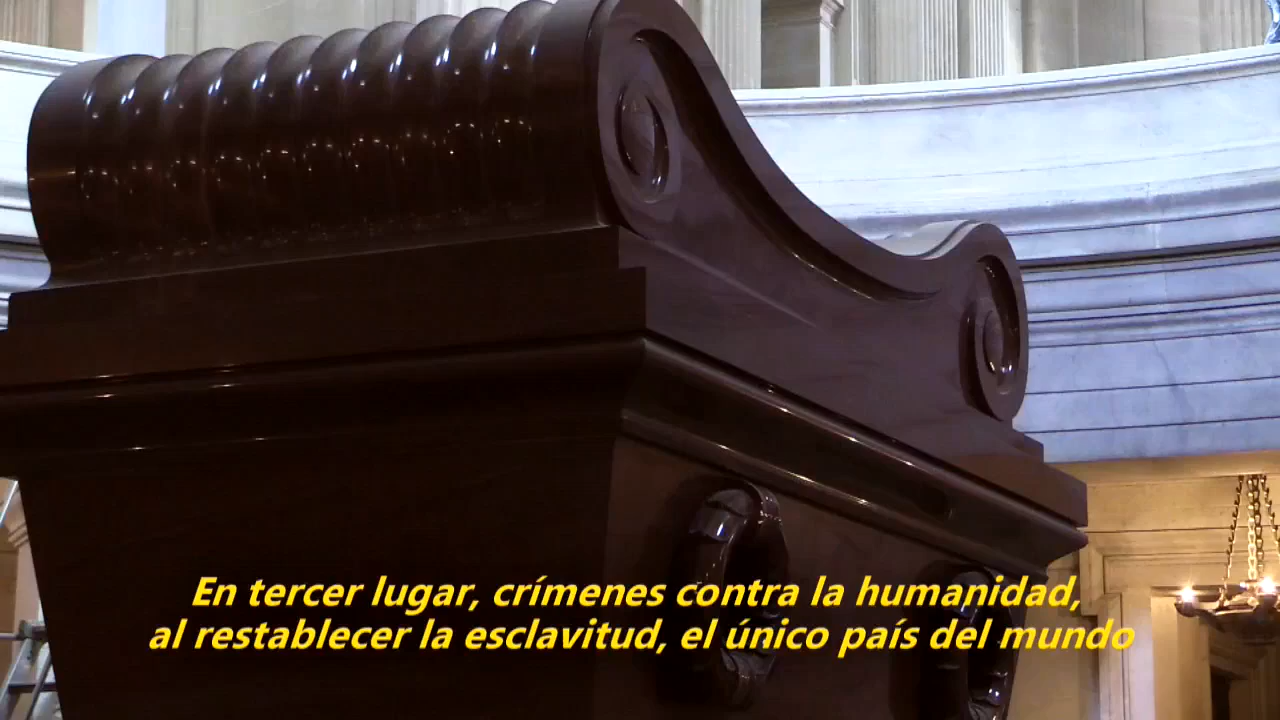 En tercer lugar, crímenes contra la humanidad,
al restablecer la esclavitud, el único país del mundo